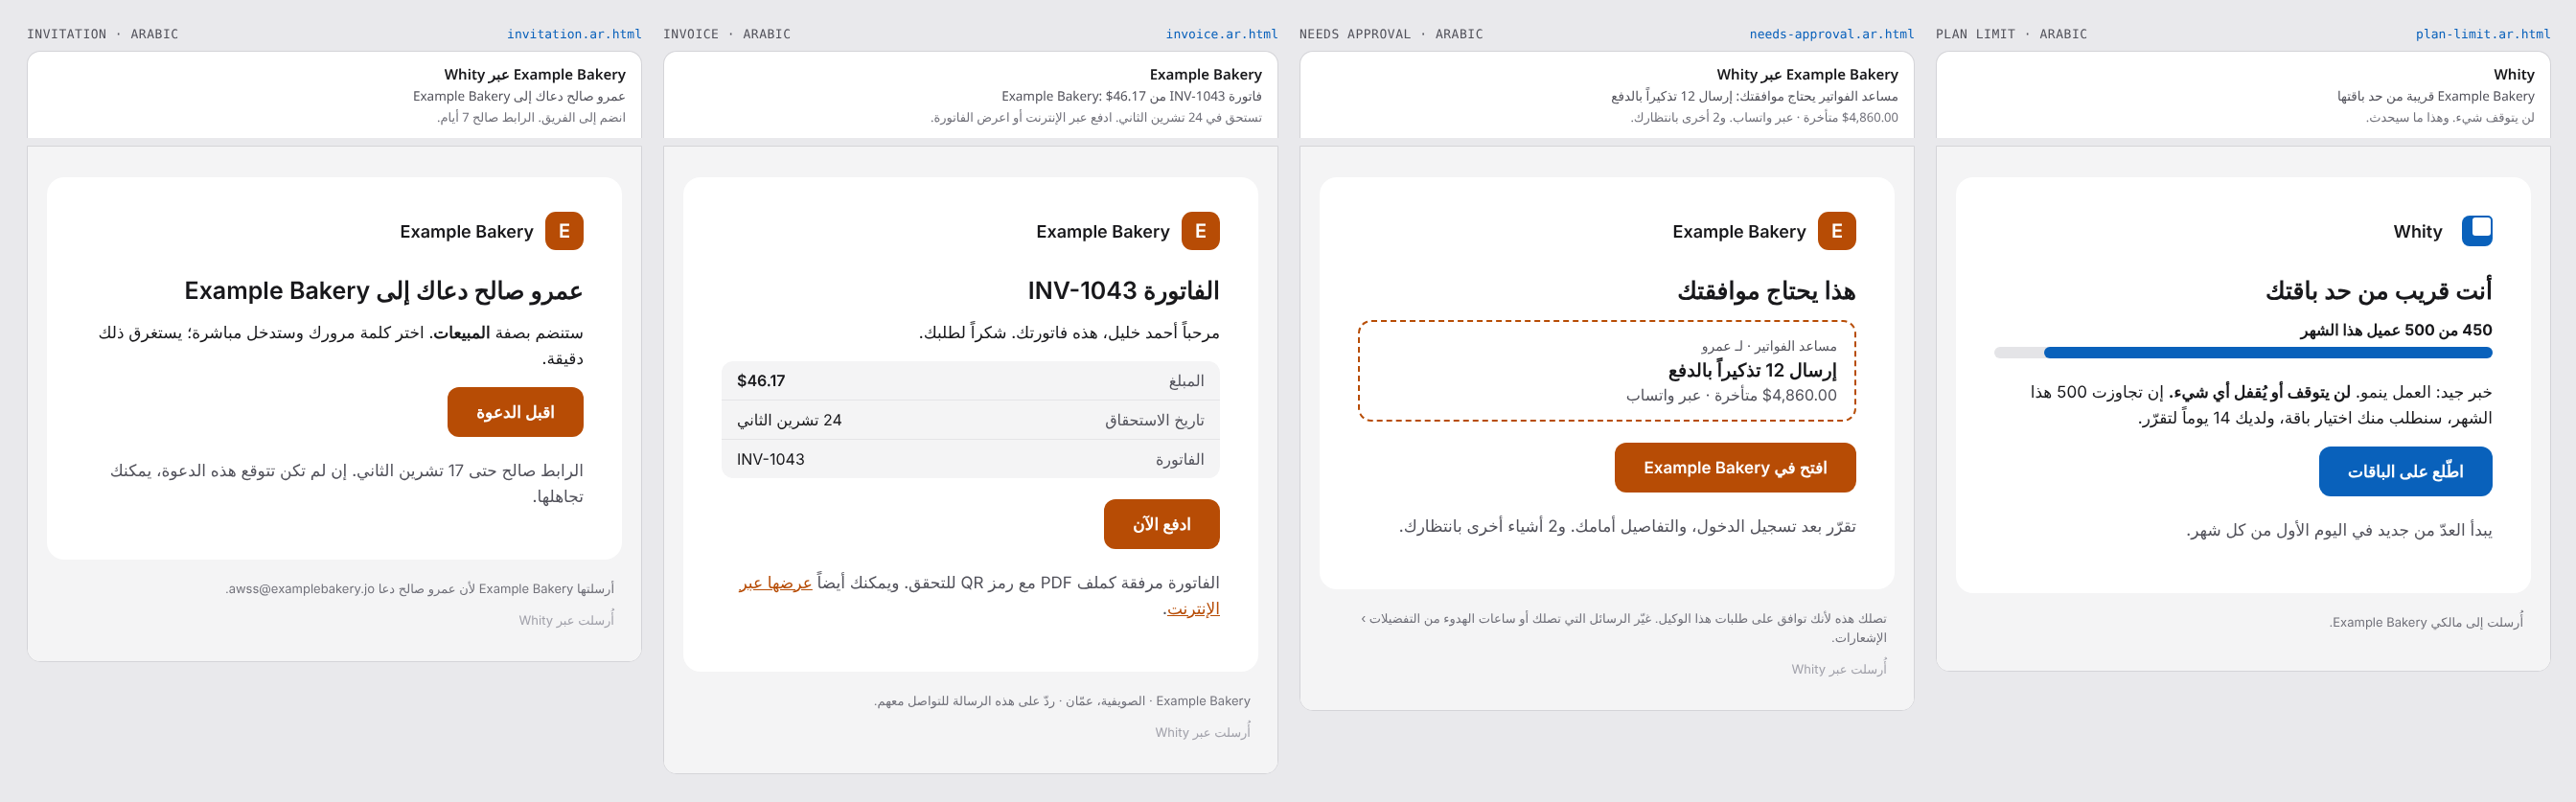 INVITATION · ARABIC
invitation.ar.html
Example Bakery عبر Whity
عمرو صالح دعاك إلى Example Bakery
انضم إلى الفريق. الرابط صالح 7 أيام.
E
Example Bakery
عمرو صالح دعاك إلى Example Bakery
ستنضم بصفة المبيعات. اختر كلمة مرورك وستدخل مباشرة؛ يستغرق ذلك
دقيقة.
اقبل الدعوة
الرابط صالح حتى 17 تشرين الثاني. إن لم تكن تتوقع هذه الدعوة، يمكنك
تجاهلها.
أرسلتها Example Bakery لأن عمرو صالح دعا awss@examplebakery.jo.
أُرسلت عبر Whity
INVOICE · ARABIC
invoice.ar.html
Example Bakery
فاتورة INV-1043 من Example Bakery: $46.17
تستحق في 24 تشرين الثاني. ادفع عبر الإنترنت أو اعرض الفاتورة.
E
Example Bakery
الفاتورة INV-1043
مرحباً أحمد خليل، هذه فاتورتك. شكراً لطلبك.
المبلغ $46.17
تاريخ الاستحقاق 24 تشرين الثاني
الفاتورة INV-1043
ادفع الآن
الفاتورة مرفقة كملف PDF مع رمز QR للتحقق. ويمكنك أيضاً عرضها عبر
الإنترنت.
Example Bakery · الصويفية، عمّان · ردّ على هذه الرسالة للتواصل معهم.
أُرسلت عبر Whity
NEEDS APPROVAL · ARABIC
needs-approval.ar.html
Example Bakery عبر Whity
مساعد الفواتير يحتاج موافقتك: إرسال 12 تذكيراً بالدفع
$4,860.00 متأخرة · عبر واتساب. و2 أخرى بانتظارك.
E
Example Bakery
هذا يحتاج موافقتك
مساعد الفواتير · لـ عمرو
إرسال 12 تذكيراً بالدفع
$4,860.00 متأخرة · عبر واتساب
افتح في Example Bakery
تقرّر بعد تسجيل الدخول، والتفاصيل أمامك. و2 أشياء أخرى بانتظارك.
تصلك هذه لأنك توافق على طلبات هذا الوكيل. غيّر الرسائل التي تصلك أو ساعات الهدوء من التفضيلات ›
الإشعارات.
أُرسلت عبر Whity
PLAN LIMIT · ARABIC
plan-limit.ar.html
Whity
Example Bakery قريبة من حد باقتها
لن يتوقف شيء. وهذا ما سيحدث.
Whity
أنت قريب من حد باقتك
450 من 500 عميل هذا الشهر
خبر جيد: العمل ينمو. لن يتوقف أو يُقفل أي شيء. إن تجاوزت 500 هذا
الشهر، سنطلب منك اختيار باقة، ولديك 14 يوماً لتقرّر.
اطّلع على الباقات
يبدأ العدّ من جديد في اليوم الأول من كل شهر.
أُرسلت إلى مالكي Example Bakery.